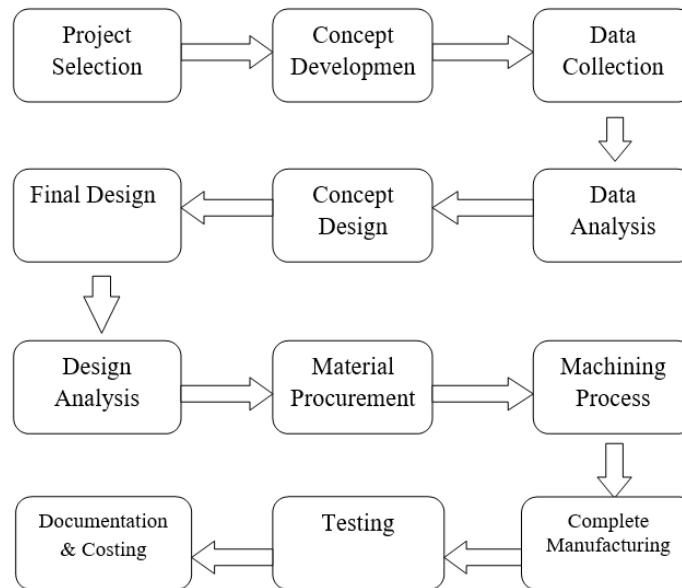 Project
Selection
Concept
Developmen
Data
Collection
Final Design
Concept
Design
Data
Analysis
Design
Analysis
Material
Procurement
Machining
Process
Documentation
& Costing
Testing
Complete
Manufacturing